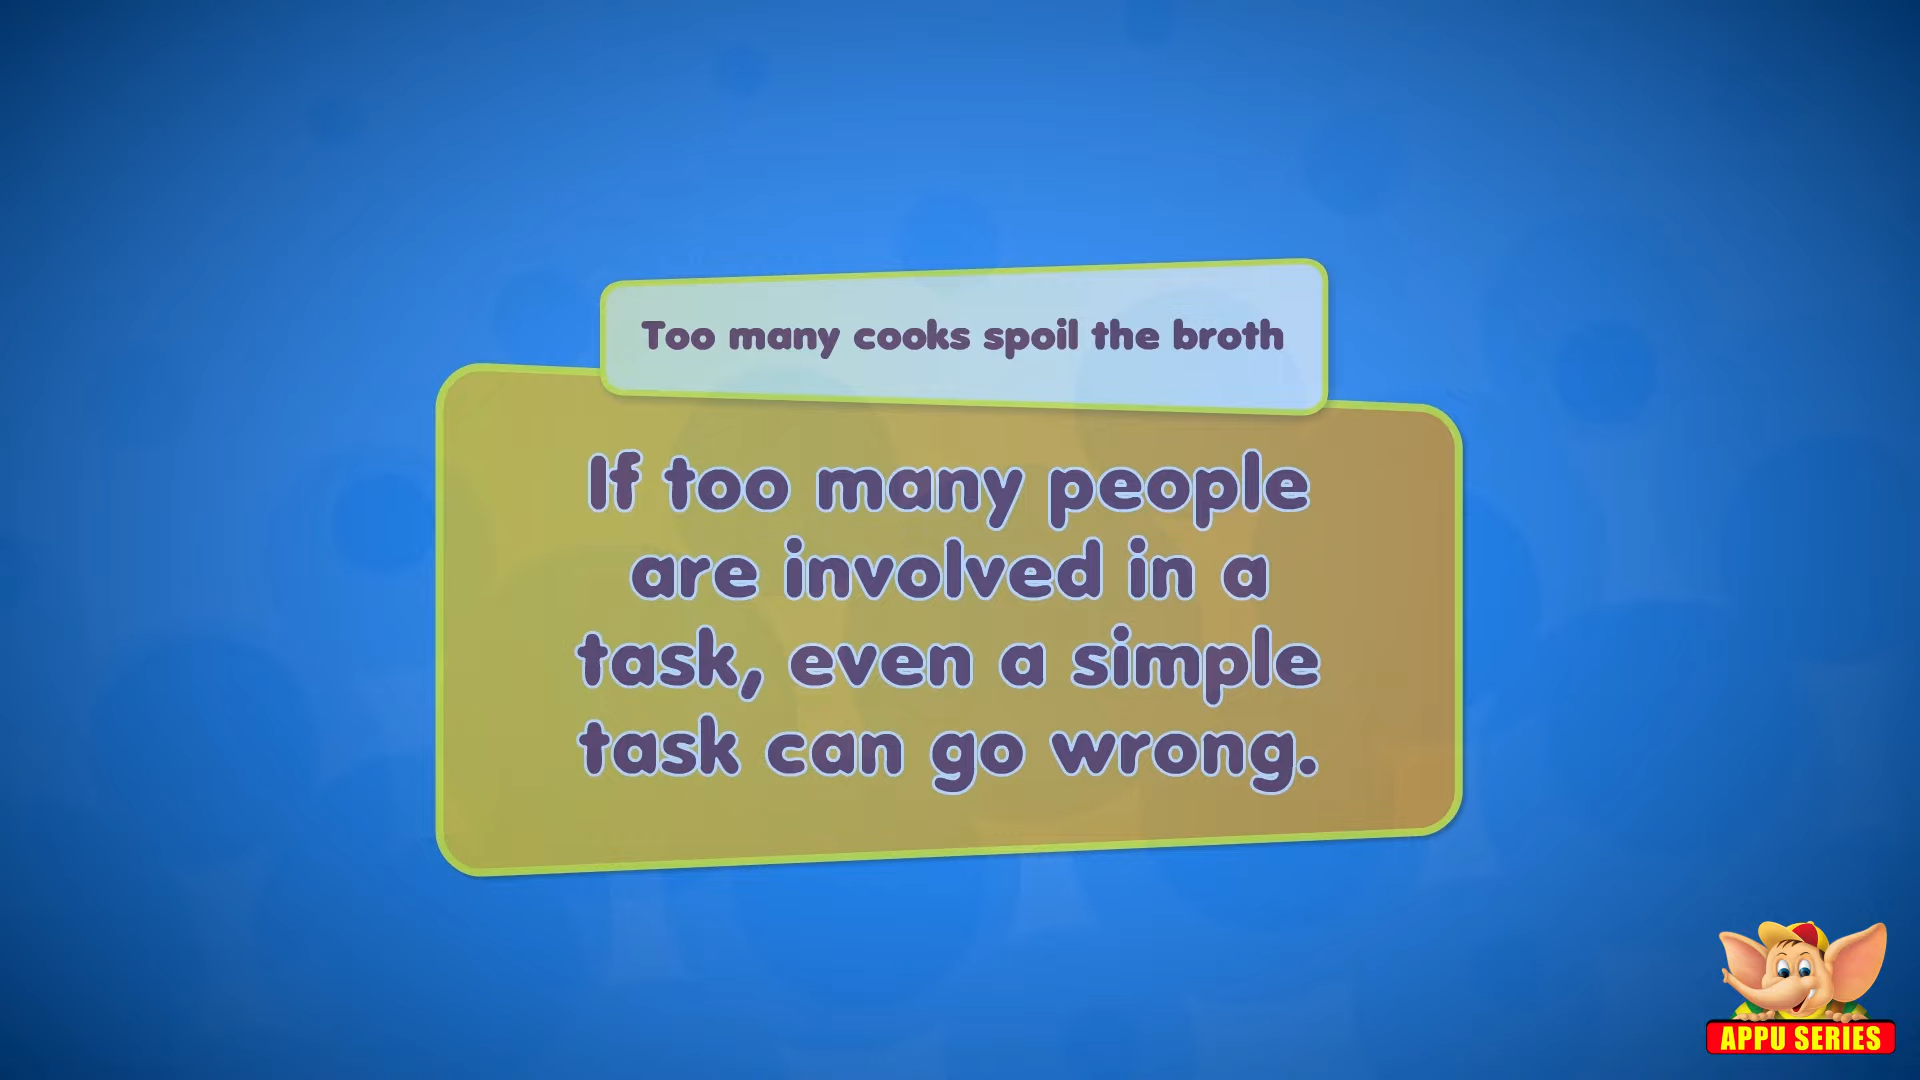 Too many cooks spoil the broth
If too many people
are involved in a
task, even a simple
task can go wrong.
APPU SERIES